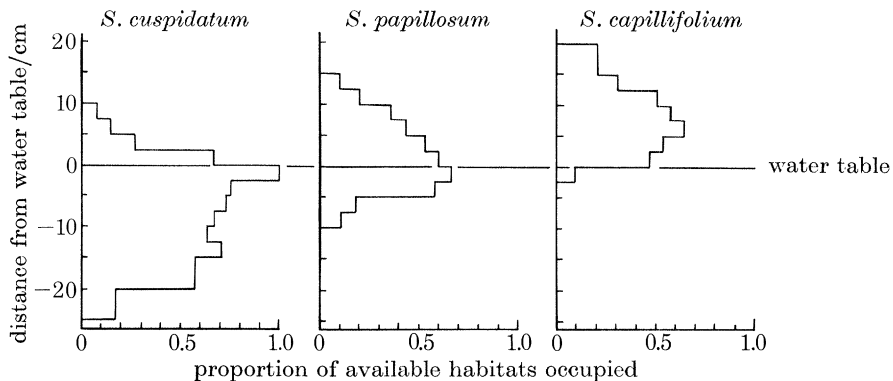 S. cuspidatum
S. papillosum
S. capillifolium
distance from water table/cm
20
10
0
−10
−20
water table
0
0.5
1.0
0
0.5
1.0
0
0.5
1.0
proportion of available habitats occupied